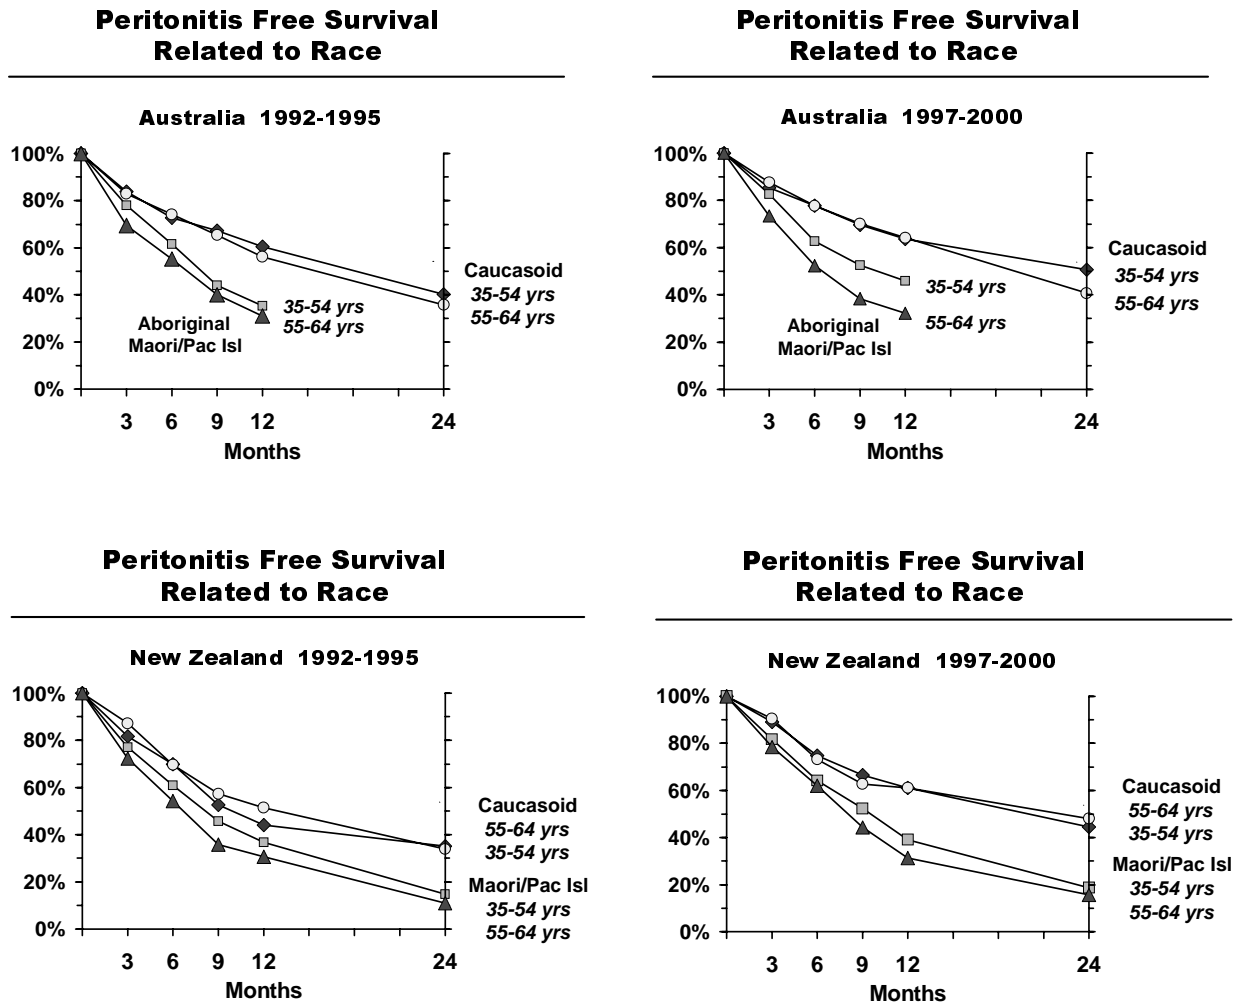 Peritonitis Free Survival
Related to Race
Australia 1992-1995
100%
80%
60%
40%
20%
0%
Caucasoid
35-54 yrs
55-64 yrs
35-54 yrs
55-64 yrs
Aboriginal
Maori/Pac Isl
3 6 9 12 24
Months
Peritonitis Free Survival
Related to Race
Australia 1997-2000
100%
80%
60%
40%
20%
0%
Caucasoid
35-54 yrs
55-64 yrs
35-54 yrs
55-64 yrs
Aboriginal
Maori/Pac Isl
3 6 9 12 24
Months
Peritonitis Free Survival
Related to Race
New Zealand 1992-1995
100%
80%
60%
40%
20%
0%
Caucasoid
55-64 yrs
35-54 yrs
Maori/Pac Isl
35-54 yrs
55-64 yrs
3 6 9 12 24
Months
Peritonitis Free Survival
Related to Race
New Zealand 1997-2000
100%
80%
60%
40%
20%
0%
Caucasoid
55-64 yrs
35-54 yrs
Maori/Pac Isl
35-54 yrs
55-64 yrs
3 6 9 12 24
Months